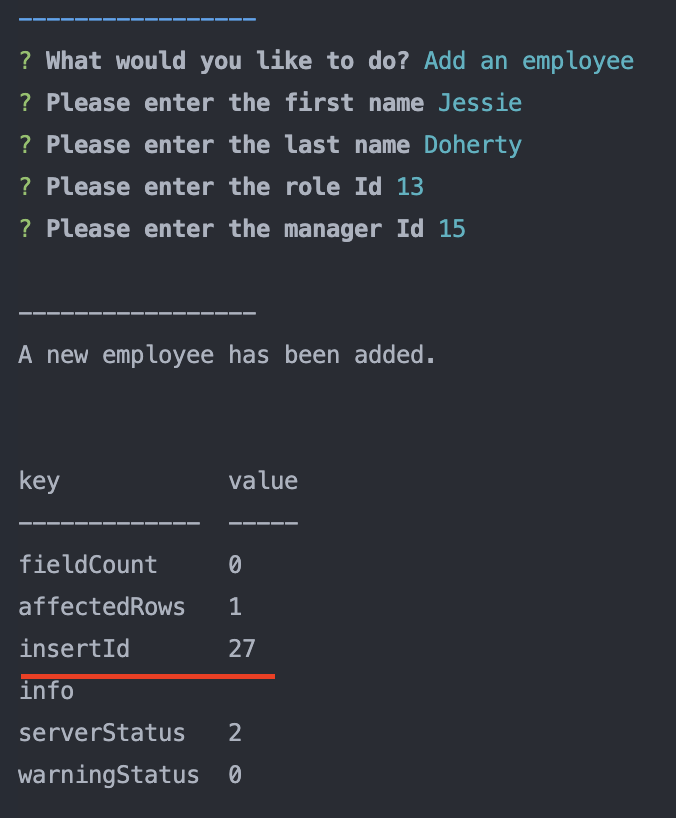 -----------------
? What would you like to do? Add an employee
? Please enter the first name Jessie
? Please enter the last name Doherty
? Please enter the role Id 13
? Please enter the manager Id 15
-----------------
A new employee has been added.
key            value
-------------  -----
fieldCount     0
affectedRows   1
insertId       27
info
serverStatus   2
warningStatus  0